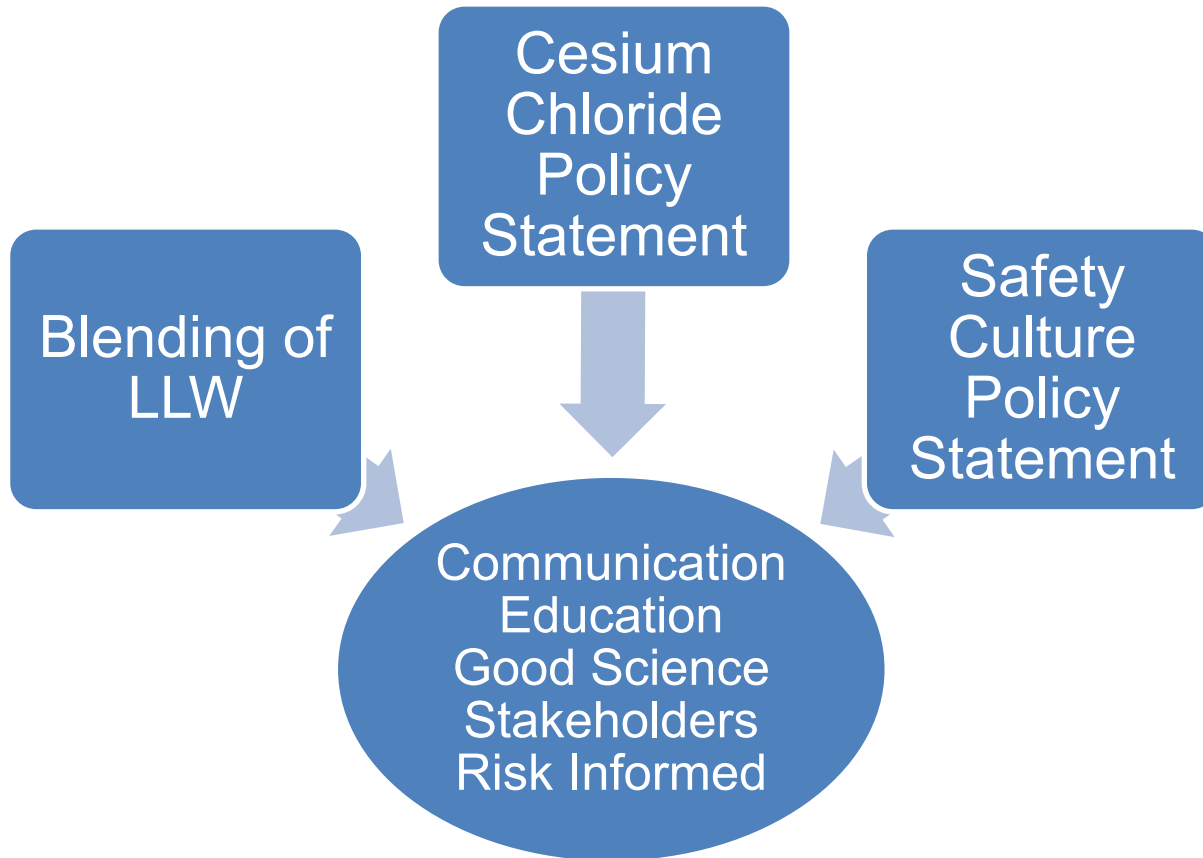 Cesium
Chloride
Policy
Statement
Blending of
LLW
Safety
Culture
Policy
Statement
Communication
Education
Good Science
Stakeholders
Risk Informed